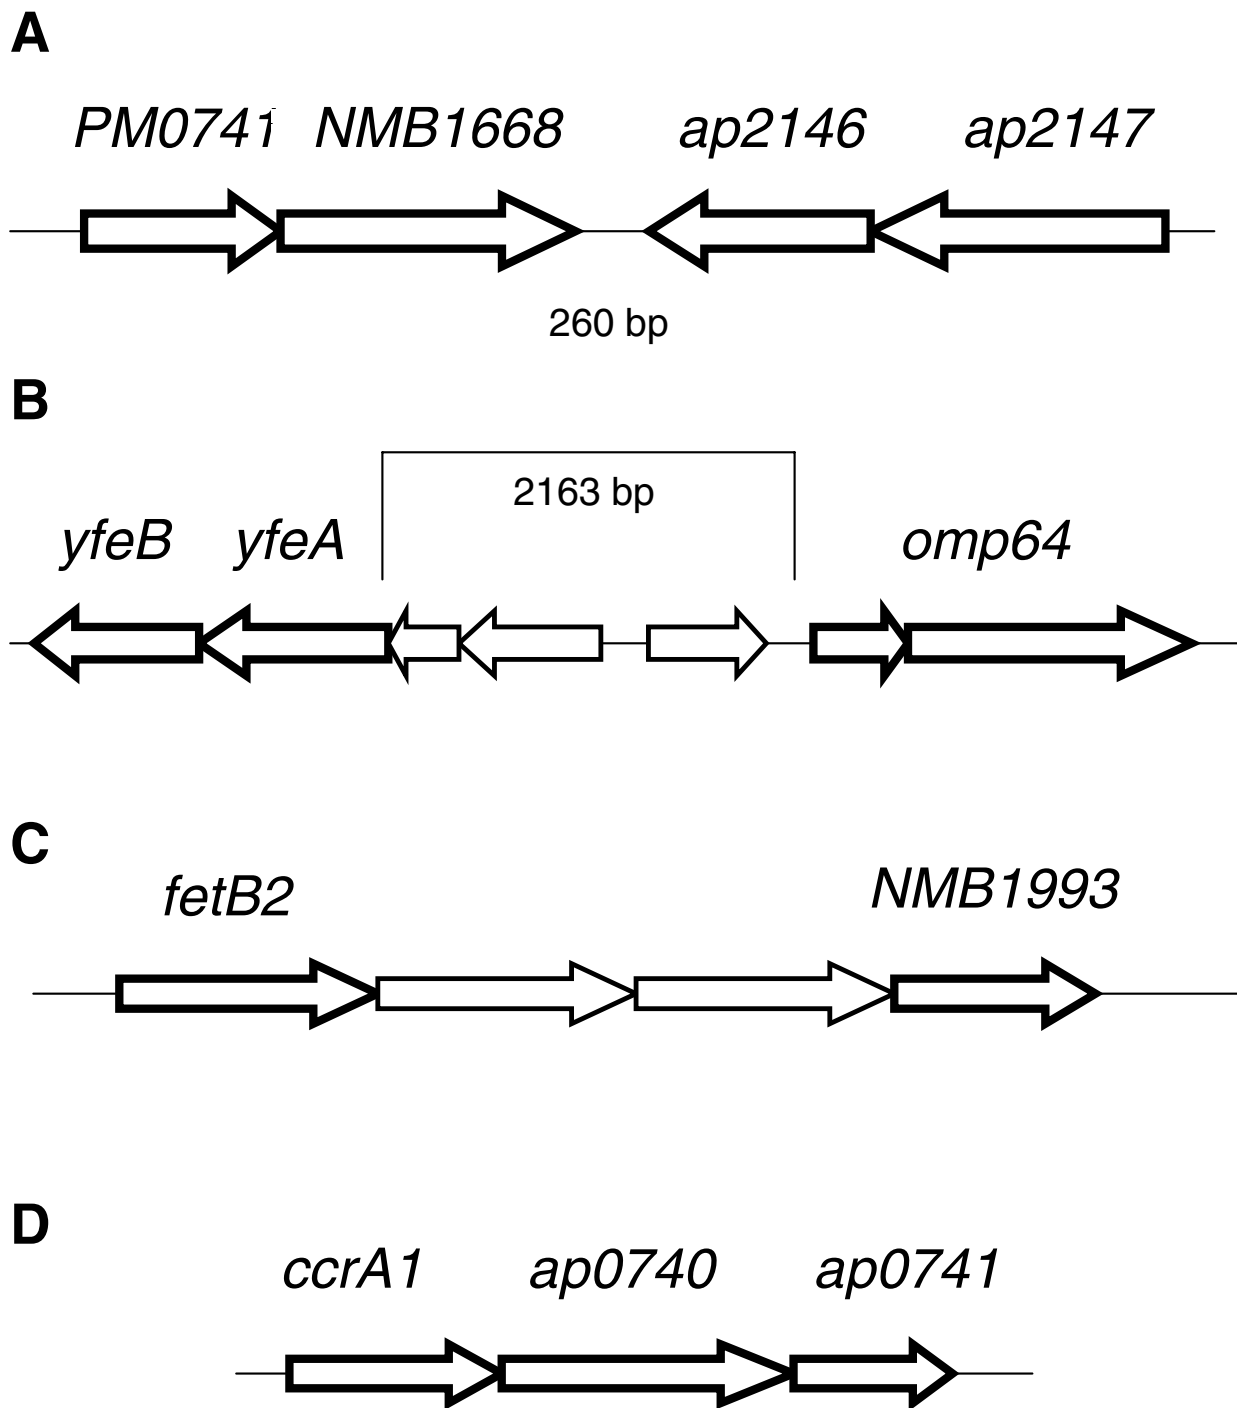 A
PM0741 NMB1668 ap2146 ap2147
260 bp
B
2163 bp
yfeB yfeA omp64
C
fetB2 NMB1993
D
ccrA1 ap0740 ap0741